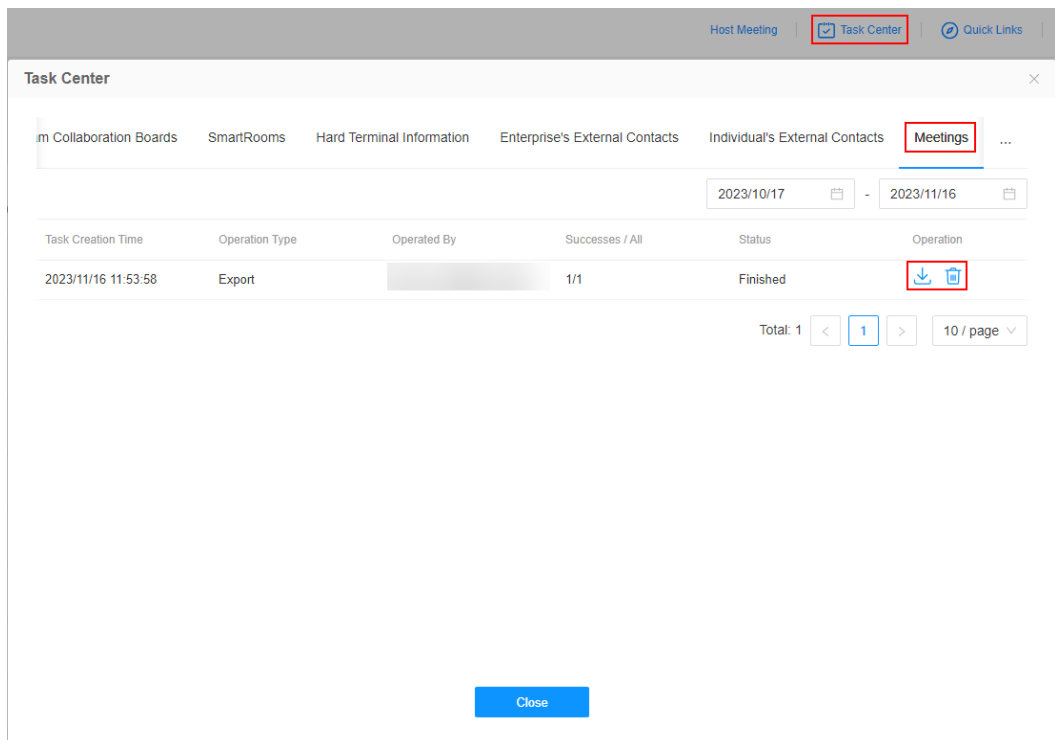 Host Meeting Task Center Quick Links
Task Center
m Collaboration Boards SmartRooms Hard Terminal Information Enterprise's External Contacts Individual's External Contacts Meetings ...
2023/10/17 - 2023/11/16
Task Creation Time Operation Type Operated By Successes / All Status Operation
2023/11/16 11:53:58 Export 1/1 Finished
Total: 1 < 1 > 10 / page
Close